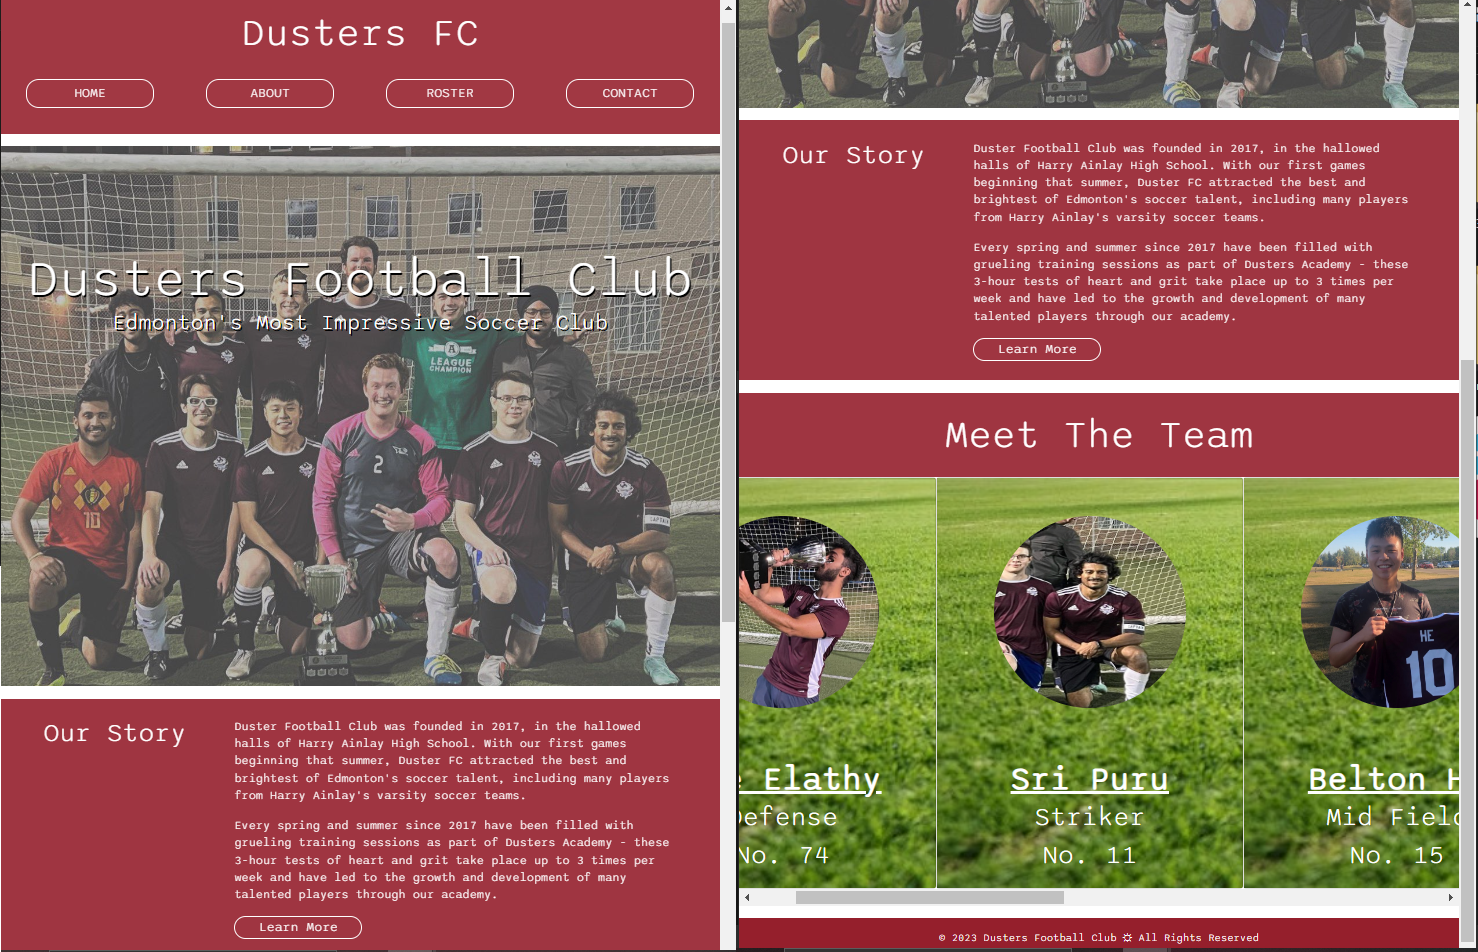 Dusters FC
HOME ABOUT ROSTER CONTACT
Dusters Football Club
Edmonton's Most Impressive Soccer Club
A
LEAGUE
CHAMPION
2
10
CAPTAIN
Our Story
Duster Football Club was founded in 2017, in the hallowed
halls of Harry Ainlay High School. With our first games
beginning that summer, Duster FC attracted the best and
brightest of Edmonton's soccer talent, including many players
from Harry Ainlay's varsity soccer teams.
Every spring and summer since 2017 have been filled with
grueling training sessions as part of Dusters Academy - these
3-hour tests of heart and grit take place up to 3 times per
week and have led to the growth and development of many
talented players through our academy.
Learn More
Our Story
Duster Football Club was founded in 2017, in the hallowed
halls of Harry Ainlay High School. With our first games
beginning that summer, Duster FC attracted the best and
brightest of Edmonton's soccer talent, including many players
from Harry Ainlay's varsity soccer teams.
Every spring and summer since 2017 have been filled with
grueling training sessions as part of Dusters Academy - these
3-hour tests of heart and grit take place up to 3 times per
week and have led to the growth and development of many
talented players through our academy.
Learn More
Meet The Team
HE
10
Elathy
Defense
No. 74
Sri Puru
Striker
No. 11
Belton H
Mid Field
No. 15
© 2023 Dusters Football Club ☼ All Rights Reserved